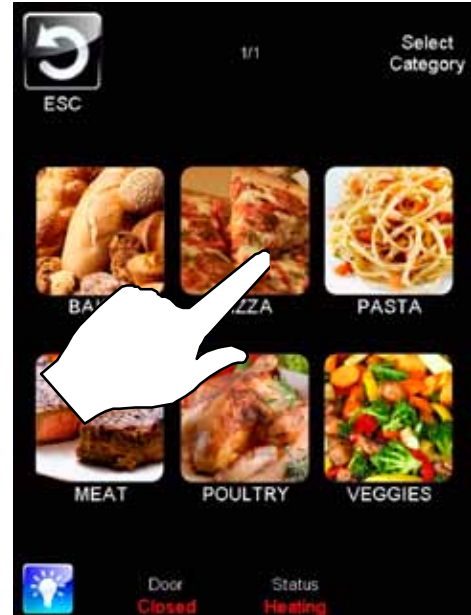 1/1
Select
Category
ESC
PASTA
MEAT
POULTRY
VEGGIES
Door
Status
Closed
Heating